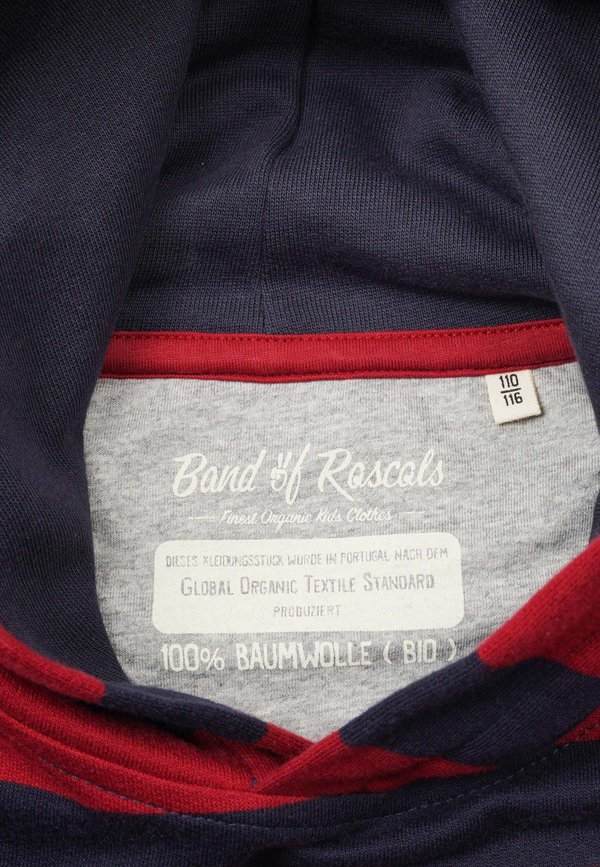 110
116
Band of Rascals
Finest Organic Kids Clothes
DIESES KLEIDUNGSSTÜCK WURDE IN PORTUGAL NACH DEM
GLOBAL ORGANIC TEXTILE STANDARD
PRODUZIERT
100% BAUMWOLLE ( BIO )